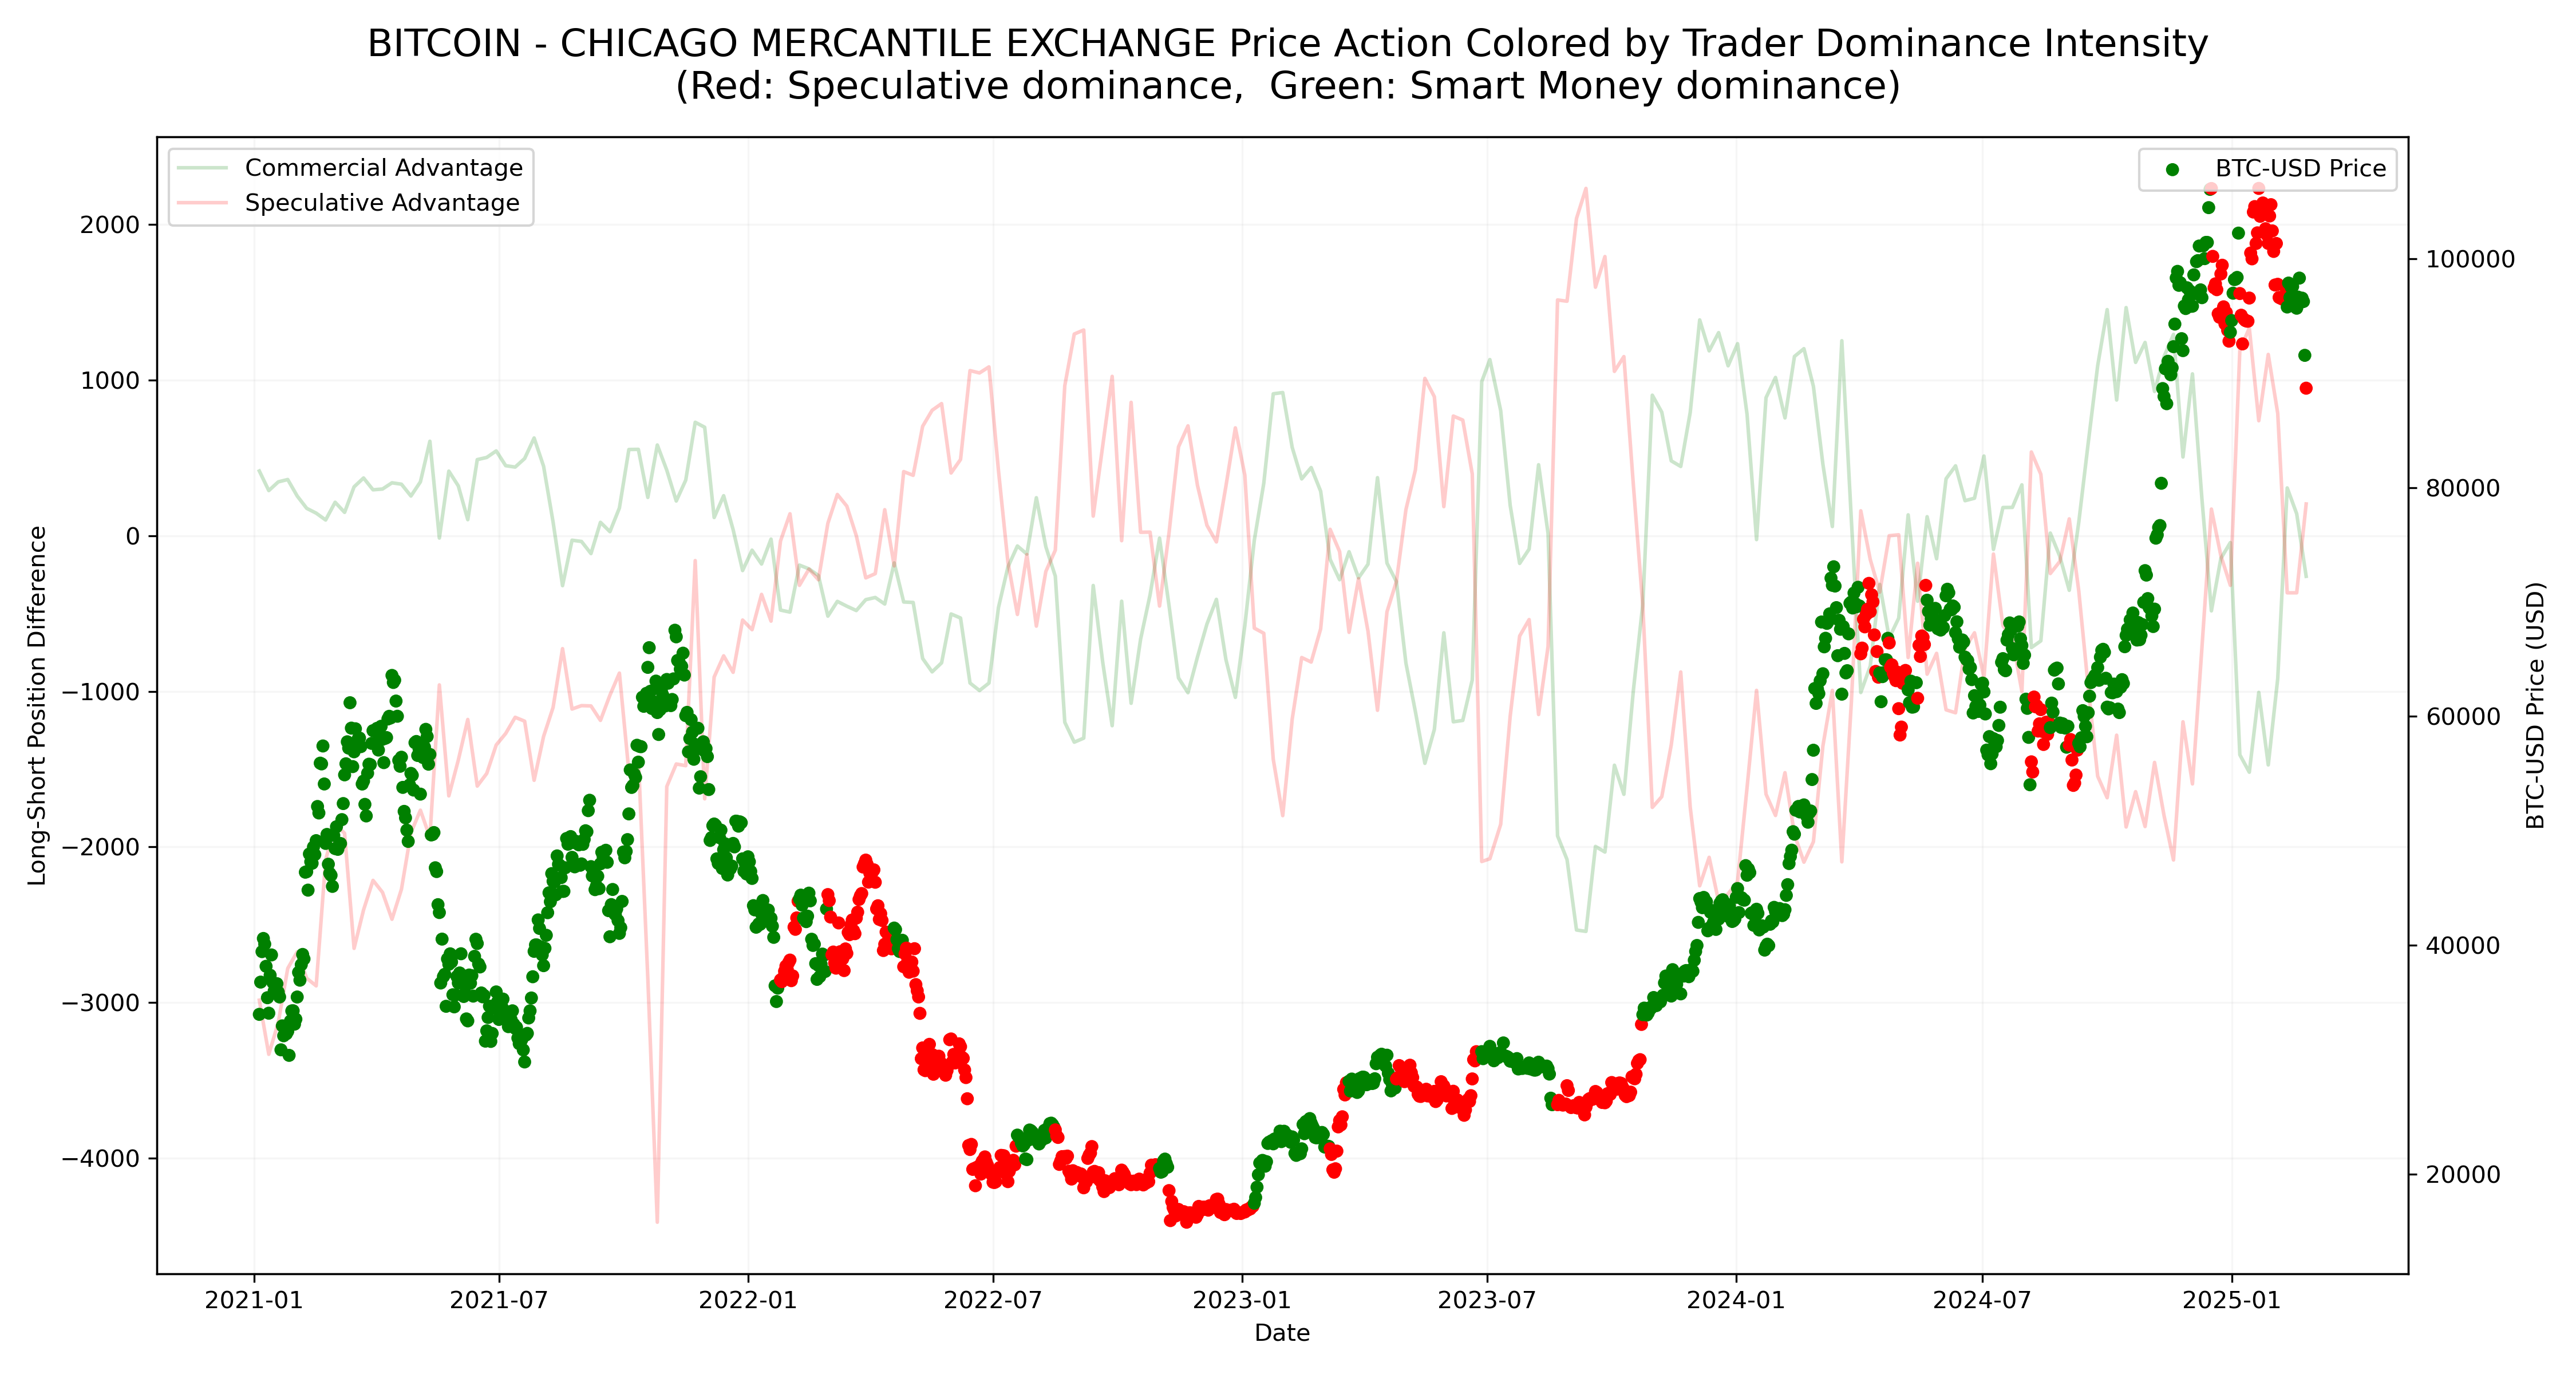 BITCOIN - CHICAGO MERCANTILE EXCHANGE Price Action Colored by Trader Dominance Intensity
(Red: Speculative dominance,  Green: Smart Money dominance)
Commercial Advantage
Speculative Advantage
BTC-USD Price
2000
1000
0
−1000
−2000
−3000
−4000
Long-Short Position Difference
100000
80000
60000
40000
20000
BTC-USD Price (USD)
2021-01
2021-07
2022-01
2022-07
2023-01
2023-07
2024-01
2024-07
2025-01
Date